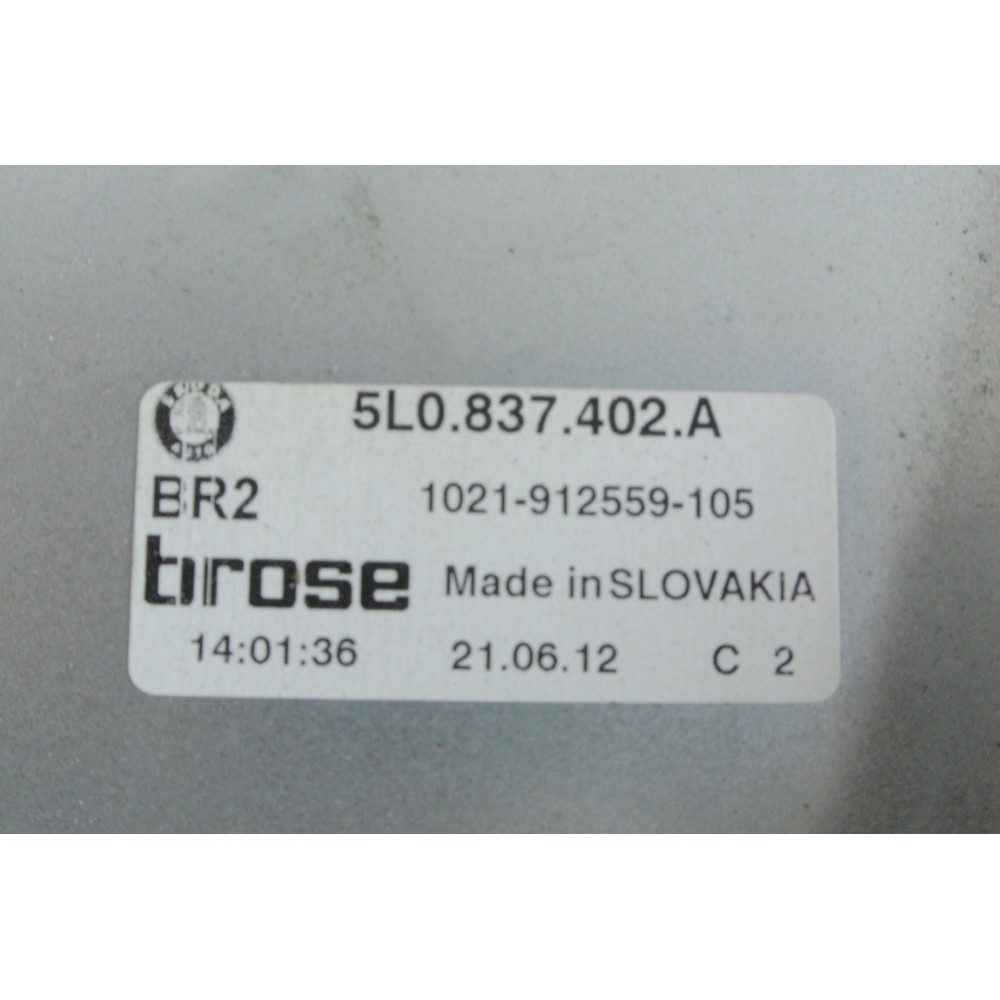 5L0.837.402.A
BR2 1021-912559-105
brose Made in SLOVAKIA
14:01:36 21.06.12 C 2